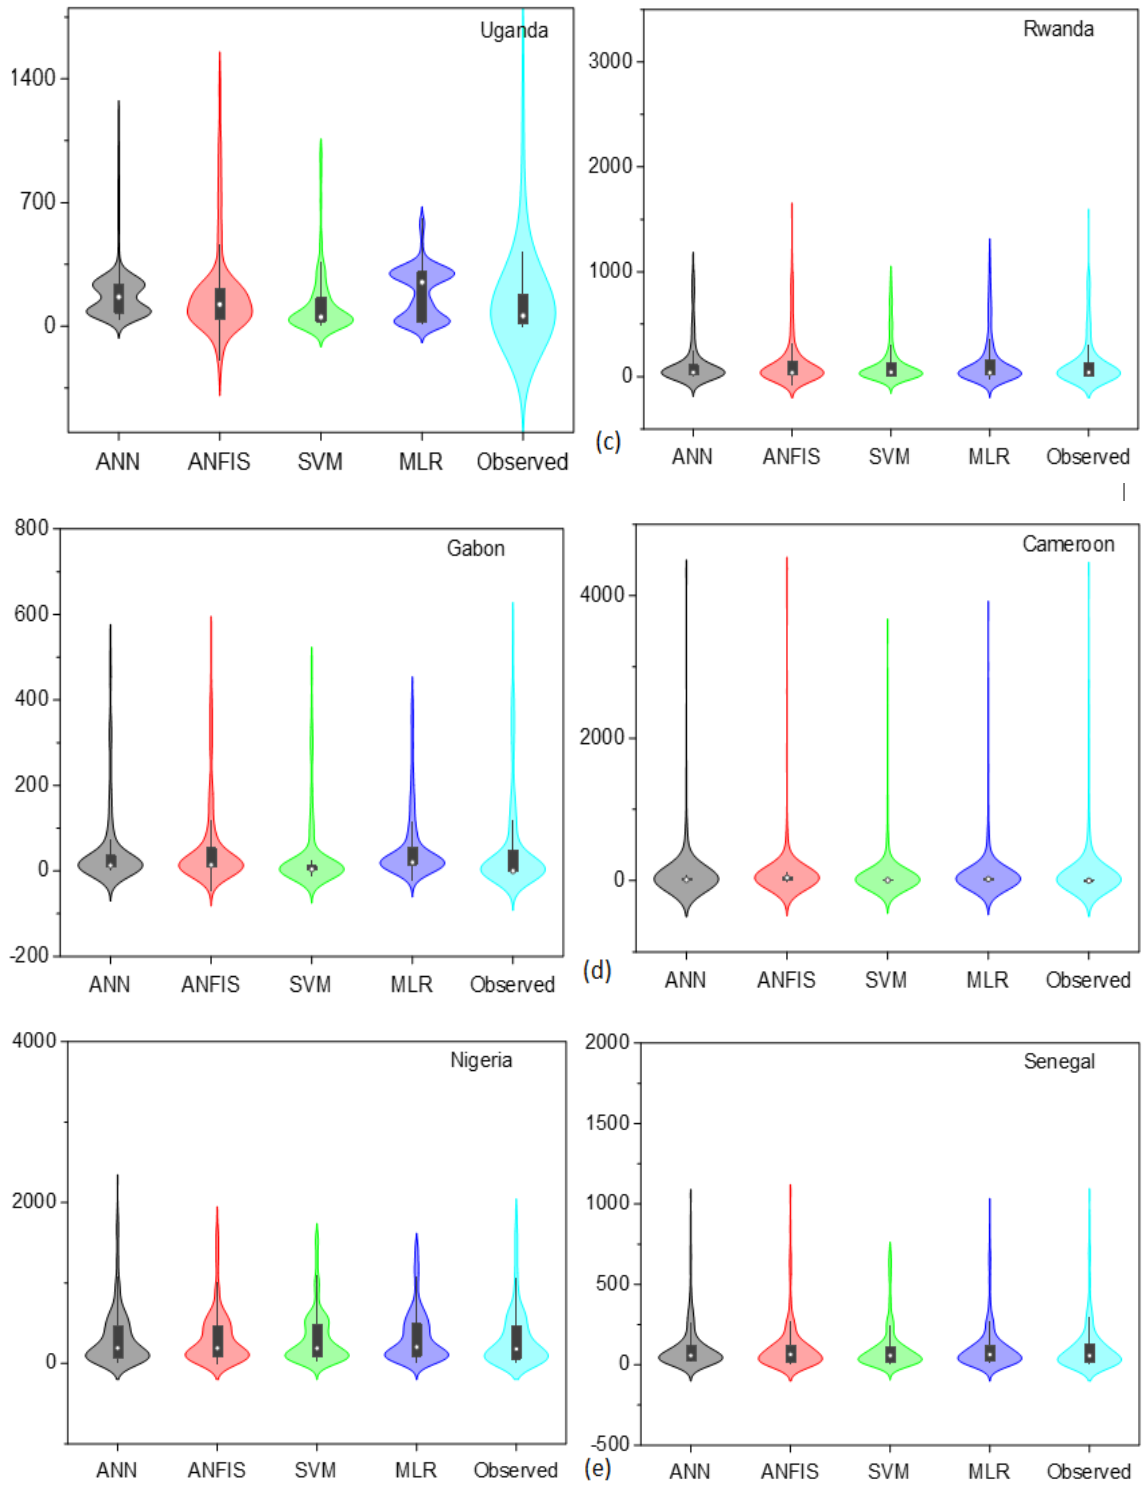 Uganda
1400
700
0
ANN ANFIS SVM MLR Observed
(c)
Rwanda
3000
2000
1000
0
ANN ANFIS SVM MLR Observed
Gabon
800
600
400
200
0
-200
ANN ANFIS SVM MLR Observed
(d)
Cameroon
4000
2000
0
ANN ANFIS SVM MLR Observed
Nigeria
4000
2000
0
ANN ANFIS SVM MLR Observed
(e)
Senegal
2000
1500
1000
500
0
-500
ANN ANFIS SVM MLR Observed